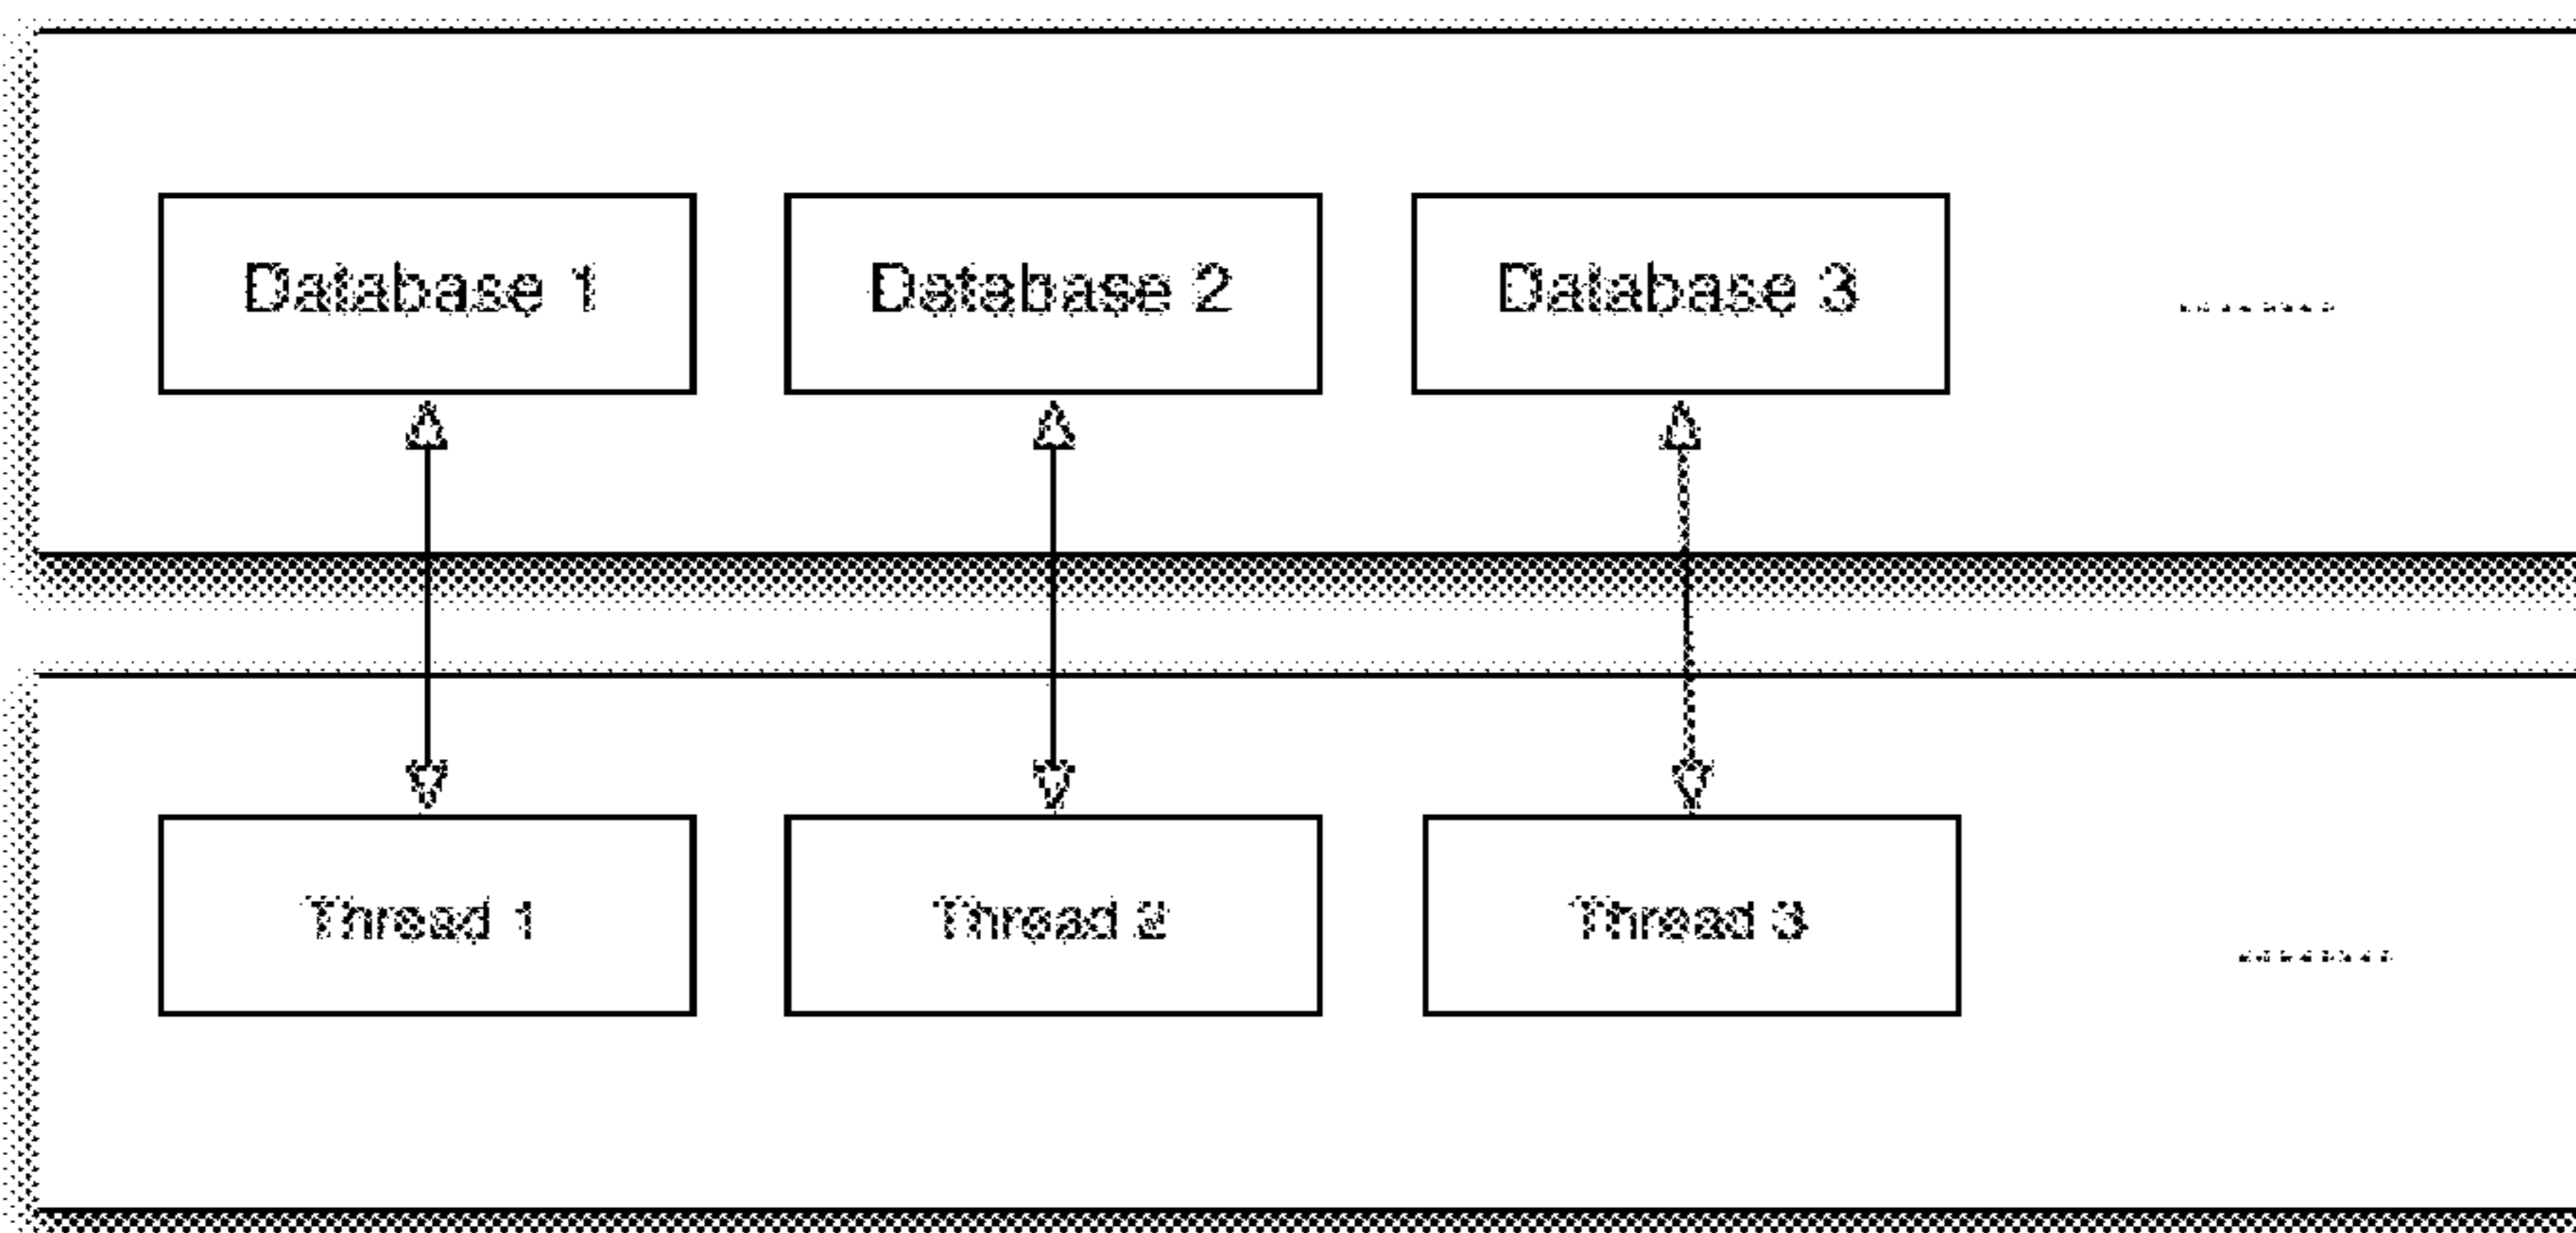 Database 1
Database 2
Database 3
.........
Thread 1
Thread 2
Thread 3
.........